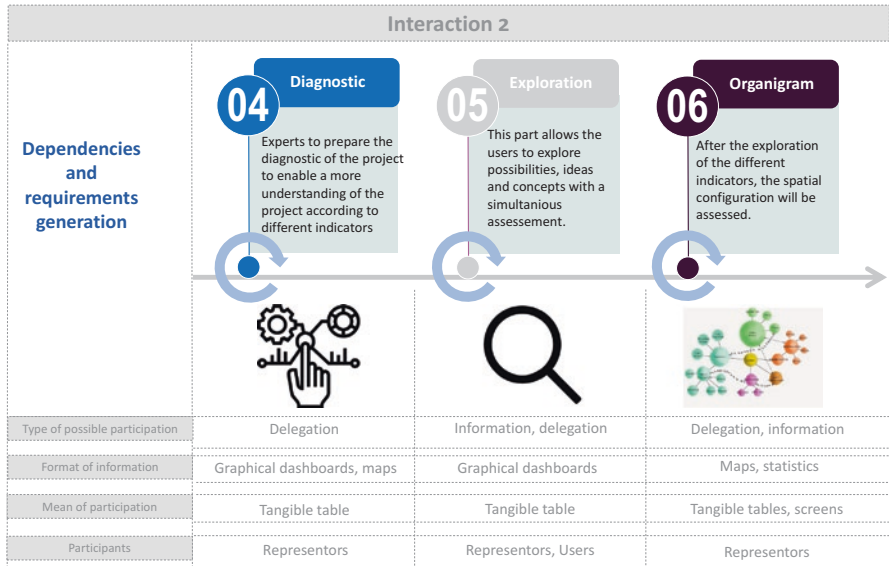 Interaction 2
Dependencies
and
requirements
generation
04
Diagnostic
Experts to prepare the
diagnostic of the project
to enable a more
understanding of the
project according to
different indicators
05
Exploration
This part allows the
users to explore
possibilities, ideas
and concepts with a
simultanious
assessement.
06
Organigram
After the exploration
of the different
indicators, the spatial
configuration will be
assessed.
Type of possible participation
Delegation
Information, delegation
Delegation, information
Format of information
Graphical dashboards, maps
Graphical dashboards
Maps, statistics
Mean of participation
Tangible table
Tangible table
Tangible tables, screens
Participants
Representors
Representors, Users
Representors